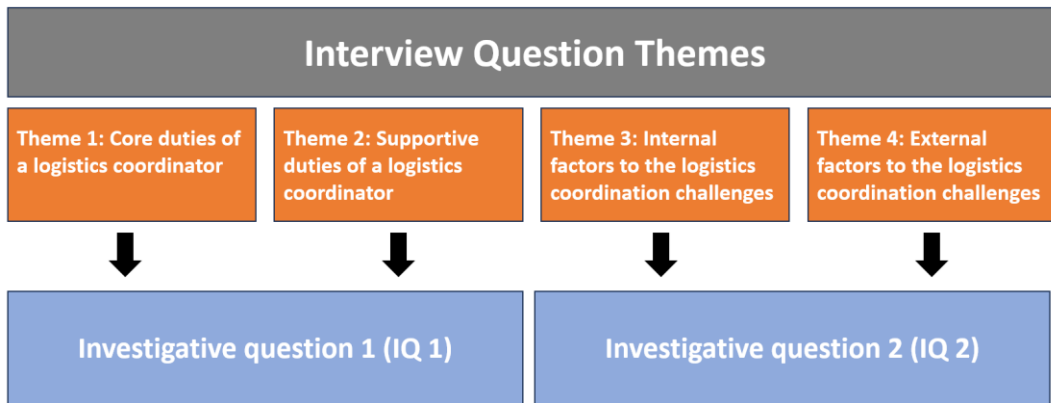 Interview Question Themes
Theme 1: Core duties of
a logistics coordinator
Theme 2: Supportive
duties of a logistics
coordinator
Theme 3: Internal
factors to the logistics
coordination challenges
Theme 4: External
factors to the logistics
coordination challenges
Investigative question 1 (IQ 1)
Investigative question 2 (IQ 2)